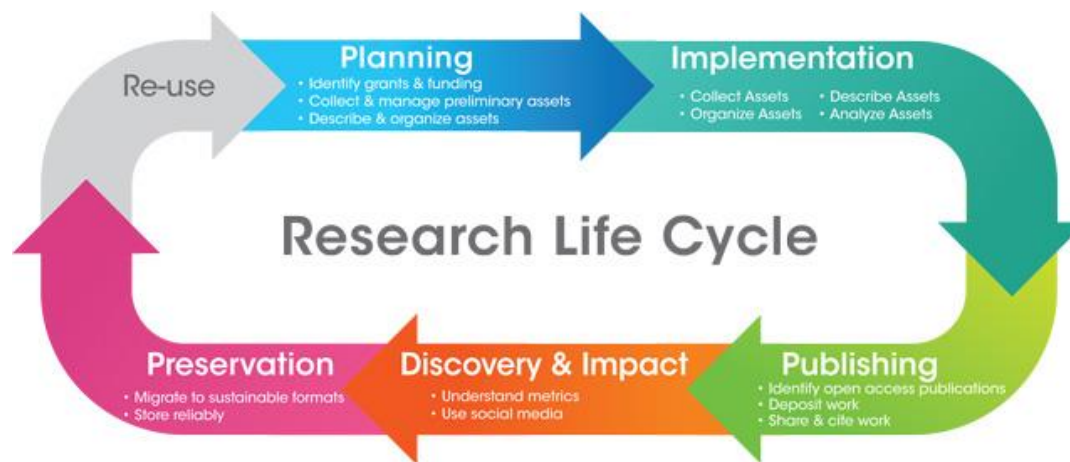 Re-use
Planning
• Identify grants & funding
• Collect & manage preliminary assets
• Describe & organize assets
Implementation
• Collect Assets
• Organize Assets
• Describe Assets
• Analyze Assets
Research Life Cycle
Publishing
• Identify open access publications
• Deposit work
• Share & cite work
Discovery & Impact
• Understand metrics
• Use social media
Preservation
• Migrate to sustainable formats
• Store reliably